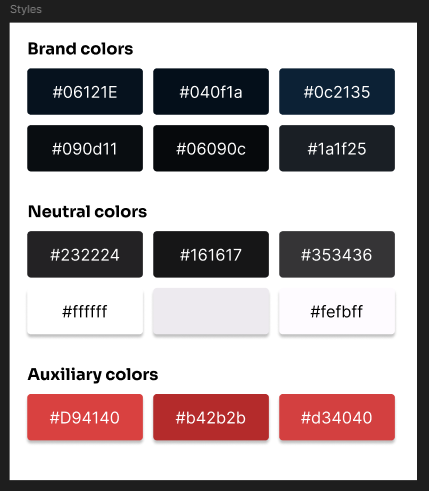 Styles
Brand colors
#06121E #040f1a #0c2135
#090d11 #06090c #1a1f25
Neutral colors
#232224 #161617 #353436
#ffffff #fefbff
Auxiliary colors
#D94140 #b42b2b #d34040